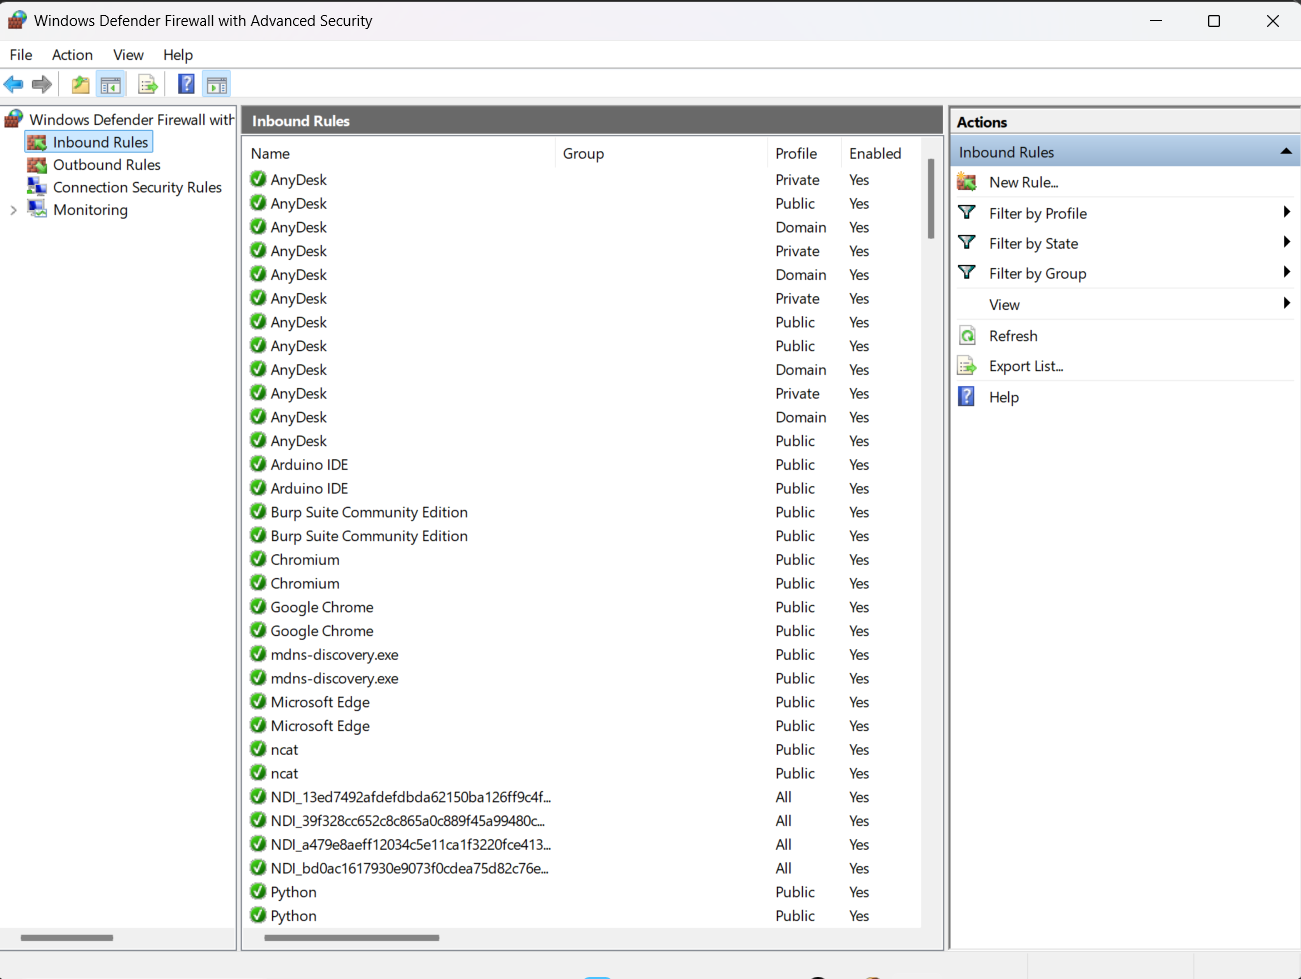 Windows Defender Firewall with Advanced Security
File Action View Help
Windows Defender Firewall with
Inbound Rules
Outbound Rules
Connection Security Rules
Monitoring
Inbound Rules
Name Group Profile Enabled
AnyDesk Private Yes
AnyDesk Public Yes
AnyDesk Domain Yes
AnyDesk Private Yes
AnyDesk Domain Yes
AnyDesk Private Yes
AnyDesk Public Yes
AnyDesk Public Yes
AnyDesk Domain Yes
AnyDesk Private Yes
AnyDesk Domain Yes
AnyDesk Public Yes
Arduino IDE Public Yes
Arduino IDE Public Yes
Burp Suite Community Edition Public Yes
Burp Suite Community Edition Public Yes
Chromium Public Yes
Chromium Public Yes
Google Chrome Public Yes
Google Chrome Public Yes
mdns-discovery.exe Public Yes
mdns-discovery.exe Public Yes
Microsoft Edge Public Yes
Microsoft Edge Public Yes
ncat Public Yes
ncat Public Yes
NDI_13ed7492afdefdbda62150ba126ff9c4f... All Yes
NDI_39f328cc652c8c865a0c889f45a99480c... All Yes
NDI_a479e8aeff12034c5e11ca1f3220fce413... All Yes
NDI_bd0ac1617930e9073f0cdea75d82c76e... All Yes
Python Public Yes
Python Public Yes
Actions
Inbound Rules
New Rule...
Filter by Profile
Filter by State
Filter by Group
View
Refresh
Export List...
Help